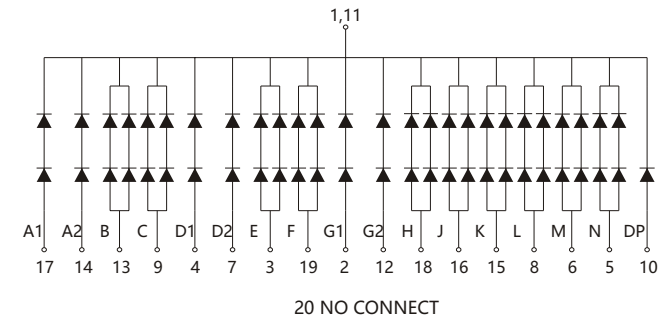 1,11
A1 A2 B C D1 D2 E F G1 G2 H J K L M N DP
17 14 13 9 4 7 3 19 2 12 18 16 15 8 6 5 10
20 NO CONNECT